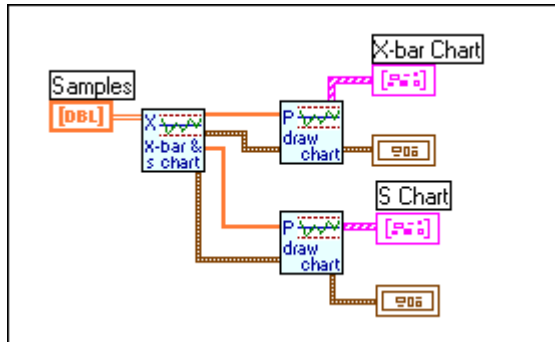 X-bar Chart
Samples
[DBL]
X
X-bar &
s chart
P
draw
chart
S Chart
P
draw
chart